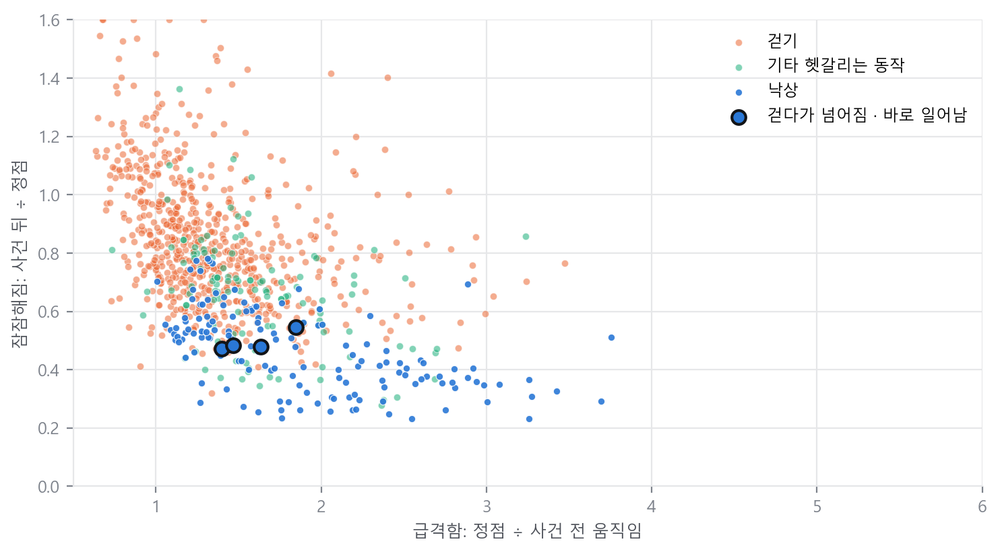 1.6
1.4
1.2
1.0
0.8
0.6
0.4
0.2
0.0
잠잠해짐: 사건 뒤 ÷ 정점
걷기
기타 헷갈리는 동작
낙상
걷다가 넘어짐 · 바로 일어남
1 2 3 4 5 6
급격함: 정점 ÷ 사건 전 움직임